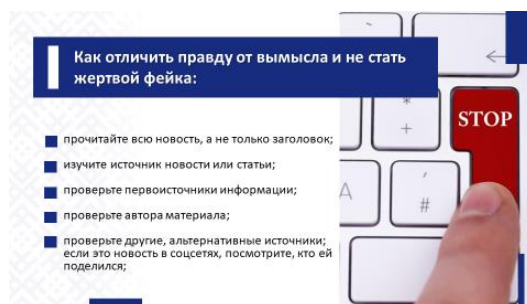 Как отличить правду от вымысла и не стать
жертвой фейка:
прочитайте всю новость, а не только заголовок;
изучите источник новости или статьи;
проверьте первоисточники информации;
проверьте автора материала;
проверьте другие, альтернативные источники;
если это новость в соцсетях, посмотрите, кто ей
поделился;
STOP
*
+
A
#